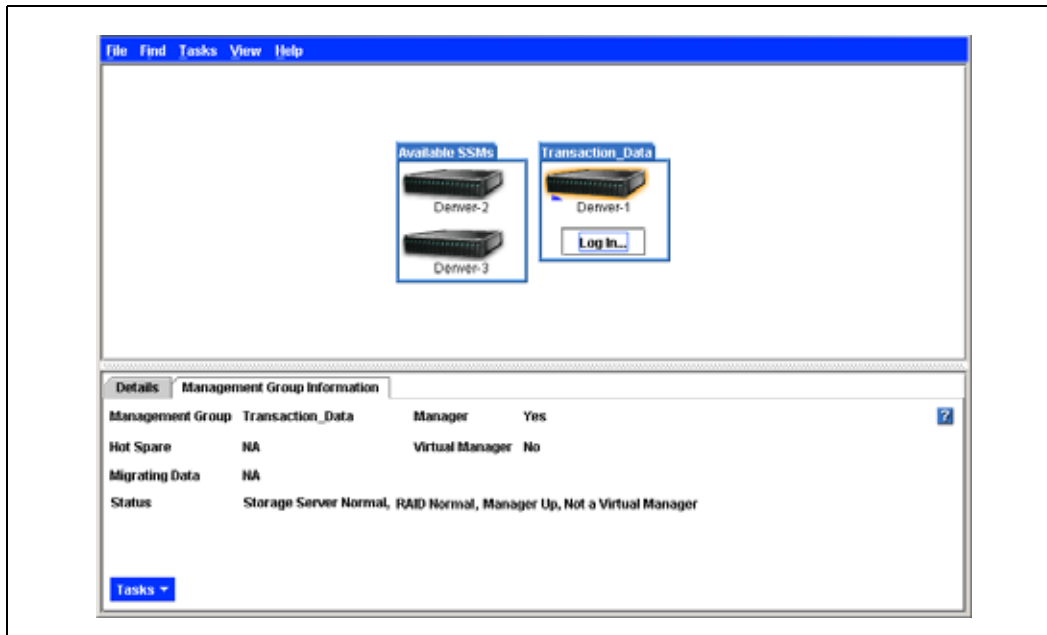 File Find Tasks View Help
Available SSMs
Denver-2
Denver-3
Transaction_Data
Denver-1
Log In...
Details Management Group Information
Management Group Transaction_Data Manager Yes
Hot Spare NA Virtual Manager No
Migrating Data NA
Status Storage Server Normal, RAID Normal, Manager Up, Not a Virtual Manager
?
Tasks